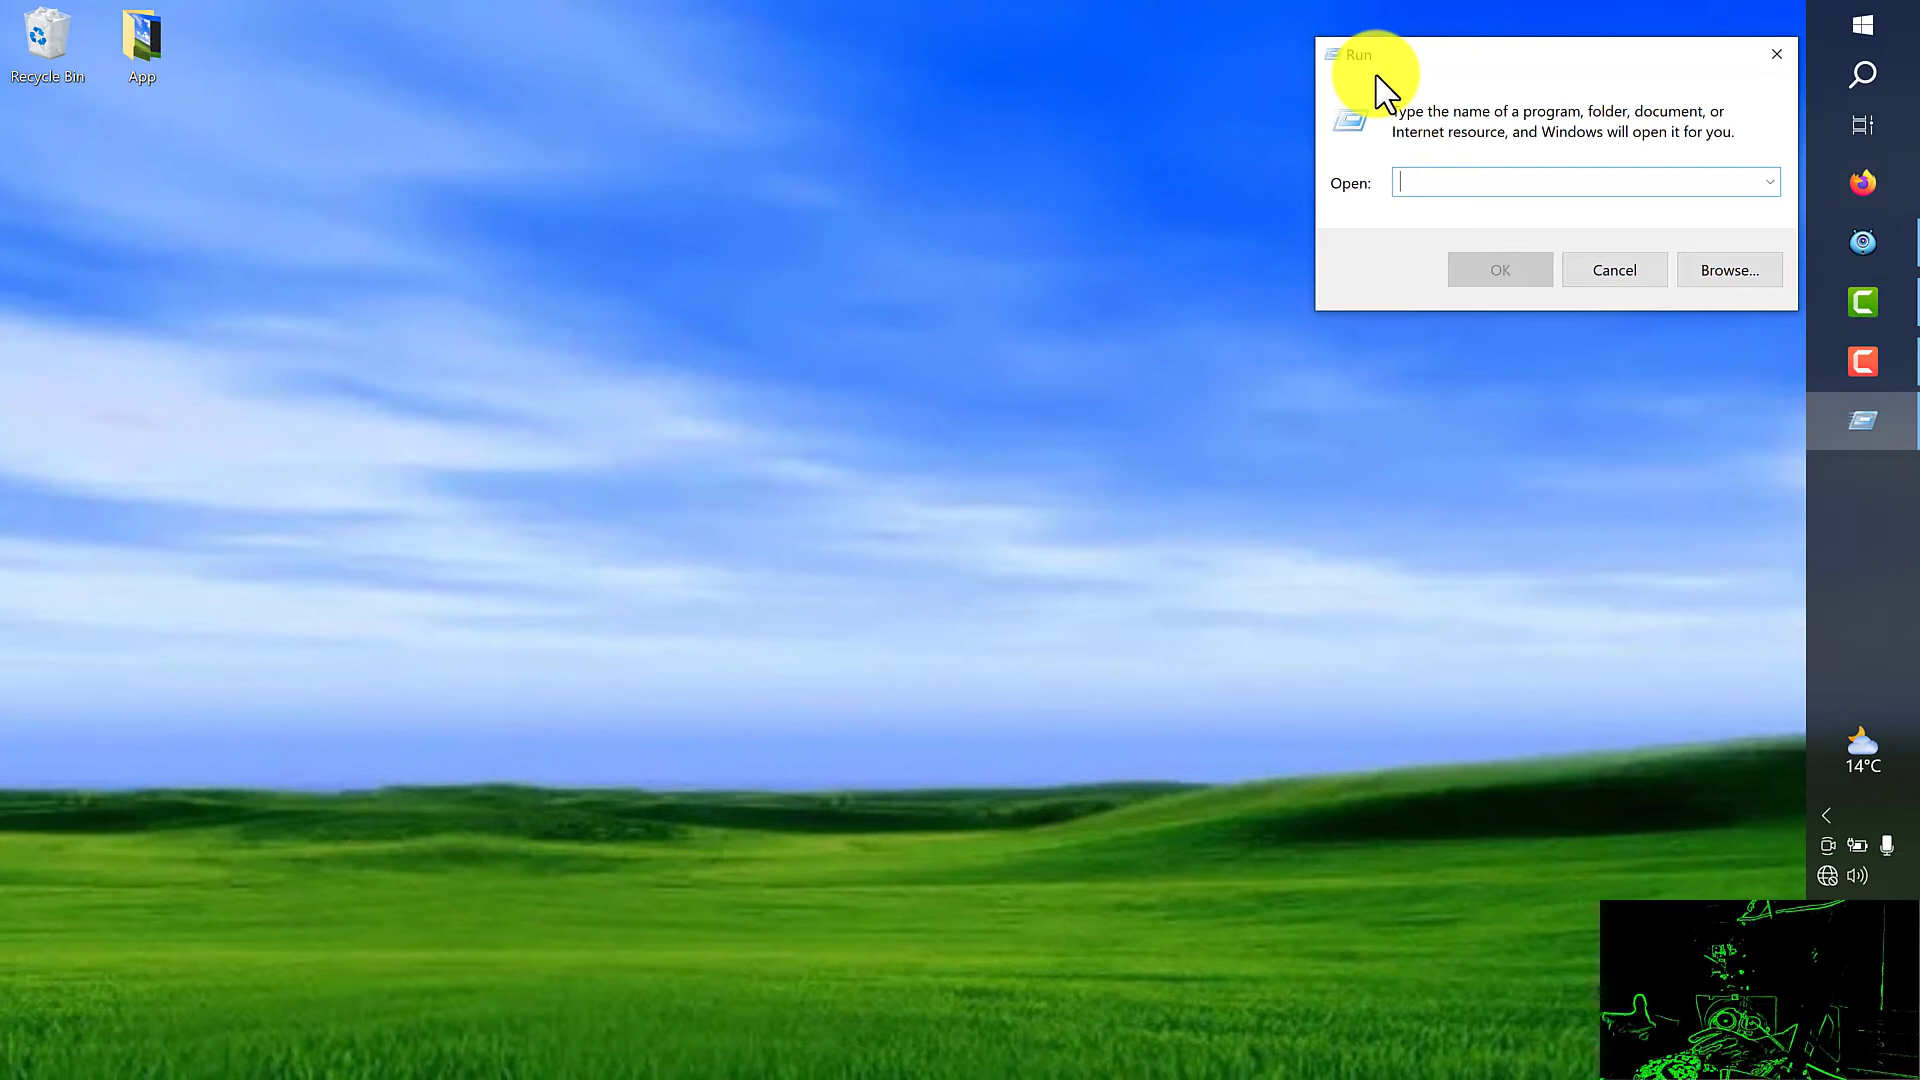 Recycle Bin
App
Run
Type the name of a program, folder, document, or
Internet resource, and Windows will open it for you.
Open:
OK
Cancel
Browse...
14°C